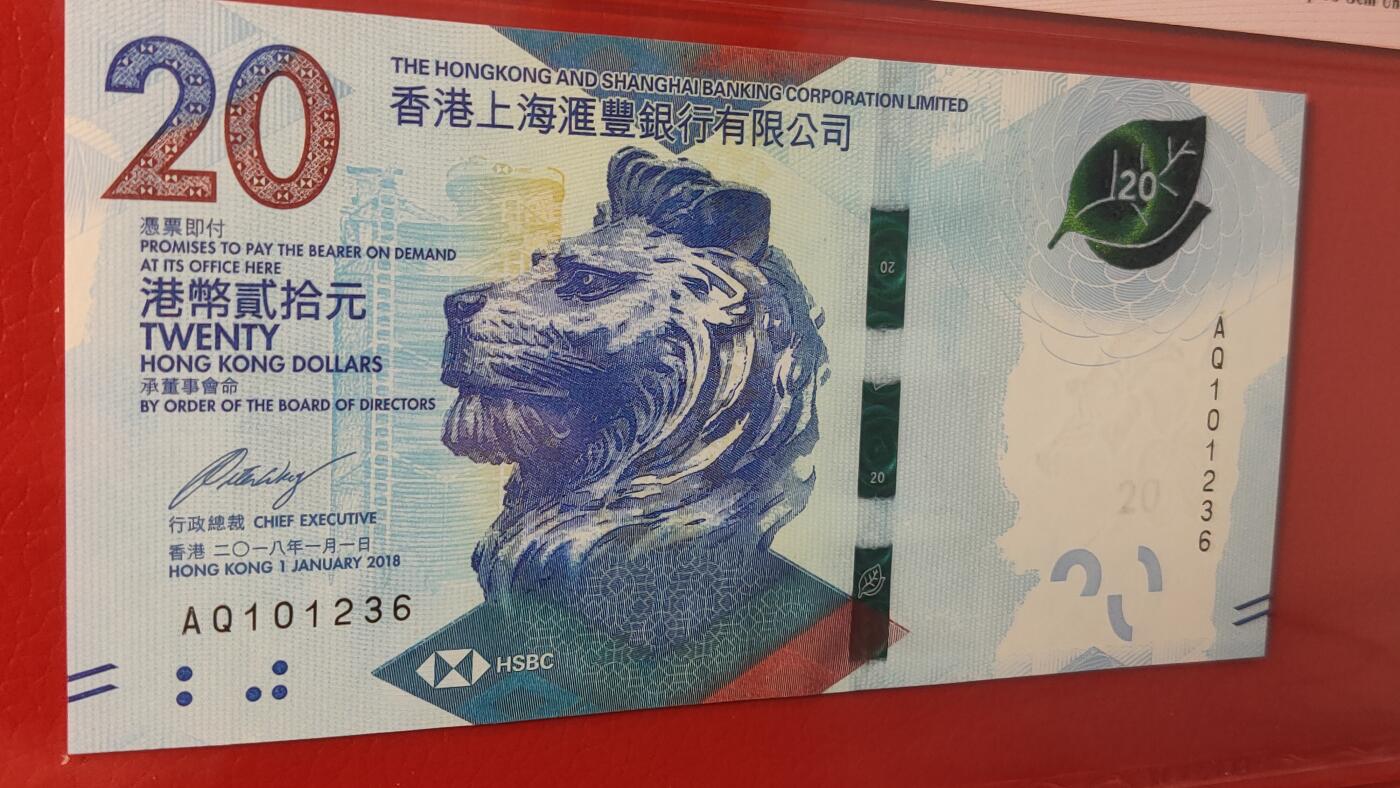 20
THE HONGKONG AND SHANGHAI BANKING CORPORATION LIMITED
香港上海滙豐銀行有限公司
憑票即付
PROMISES TO PAY THE BEARER ON DEMAND
AT ITS OFFICE HERE
港幣貳拾元
TWENTY
HONG KONG DOLLARS
承董事會命
BY ORDER OF THE BOARD OF DIRECTORS
行政總裁 CHIEF EXECUTIVE
香港 二〇一八年一月一日
HONG KONG 1 JANUARY 2018
AQ101236
HSBC
20
20
20
AQ101236
20